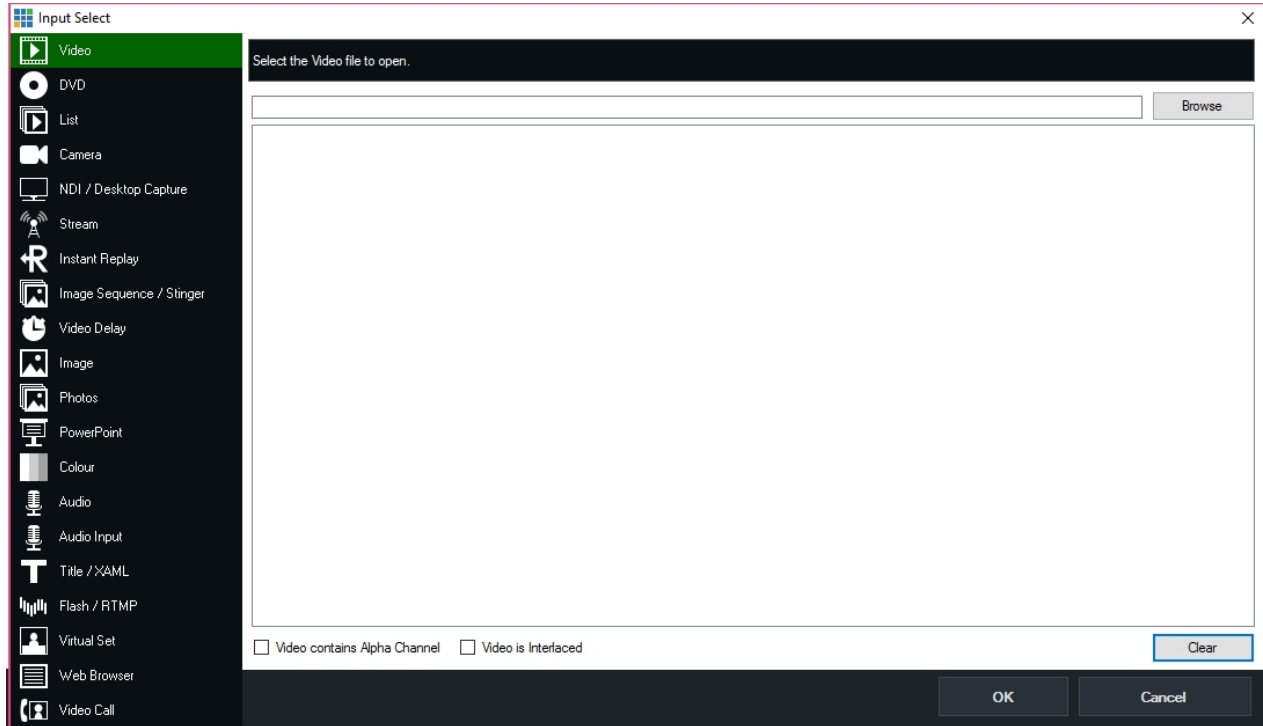 Input Select
Video
DVD
List
Camera
NDI / Desktop Capture
Stream
Instant Replay
Image Sequence / Stinger
Video Delay
Image
Photos
PowerPoint
Colour
Audio
Audio Input
Title / XAML
Flash / RTMP
Virtual Set
Web Browser
Video Call
Select the Video file to open.
Browse
Video contains Alpha Channel
Video is Interlaced
Clear
OK
Cancel